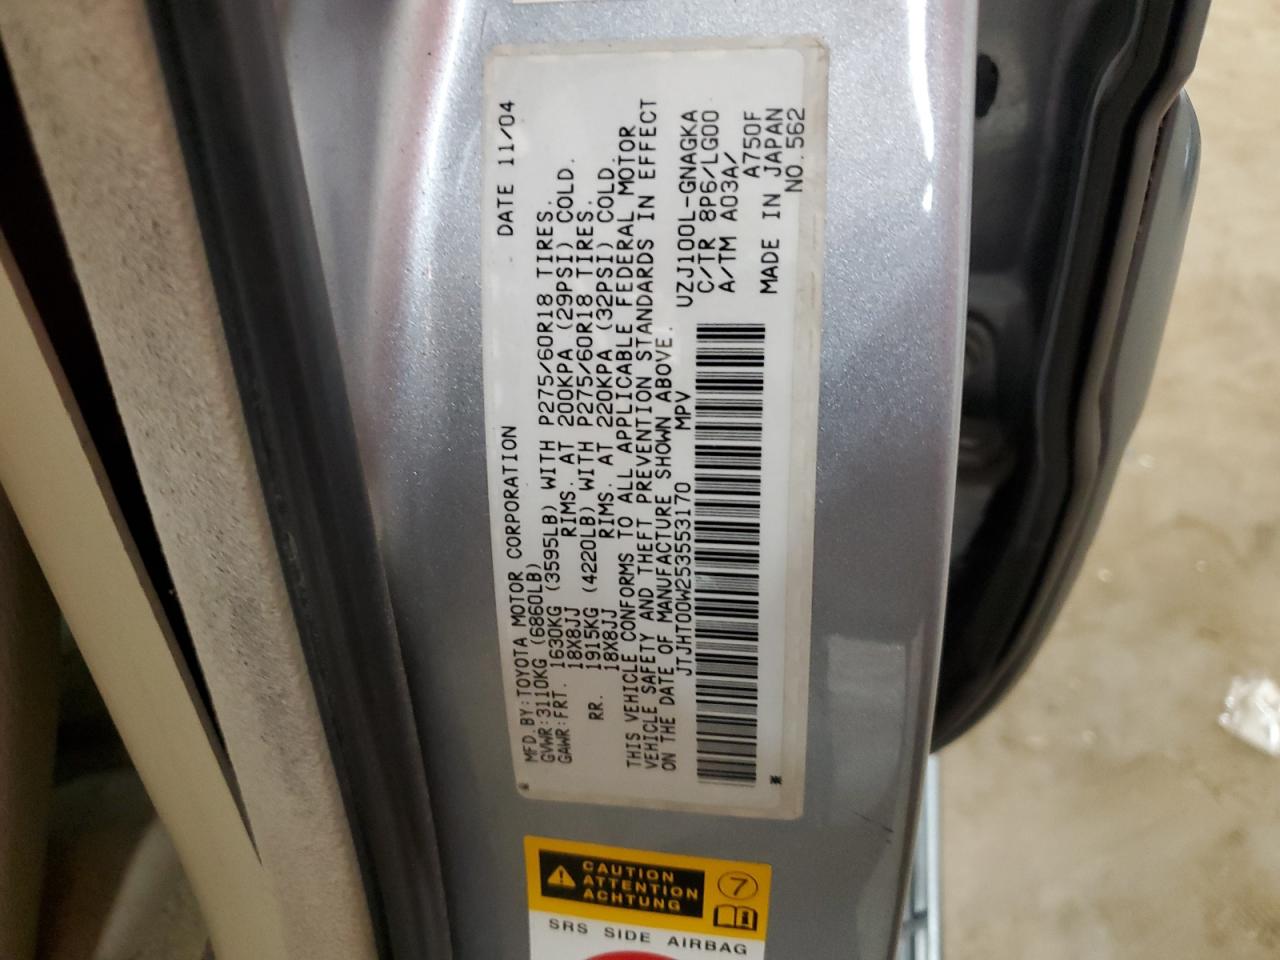 MFD.BY:TOYOTA MOTOR CORPORATION DATE 11/04
GVWR:3110KG (6860LB)
GAWR:FRT. 1630KG (3595LB) WITH P275/60R18 TIRES.
18X8JJ RIMS. AT 200KPA (29PSI) COLD.
RR. 1915KG (4220LB) WITH P275/60R18 TIRES.
18X8JJ RIMS. AT 220KPA (32PSI) COLD.
THIS VEHICLE CONFORMS TO ALL APPLICABLE FEDERAL MOTOR
VEHICLE SAFETY AND THEFT PREVENTION STANDARDS IN EFFECT
ON THE DATE OF MANUFACTURE SHOWN ABOVE.
JTJHT00W253553170 MPV
UZJ100L-GNAGKA
C/TR 8P6/LG00
A/TM A03A/
A750F
MADE IN JAPAN
NO.562
CAUTION
ATTENTION
ACHTUNG
7
SRS SIDE AIRBAG